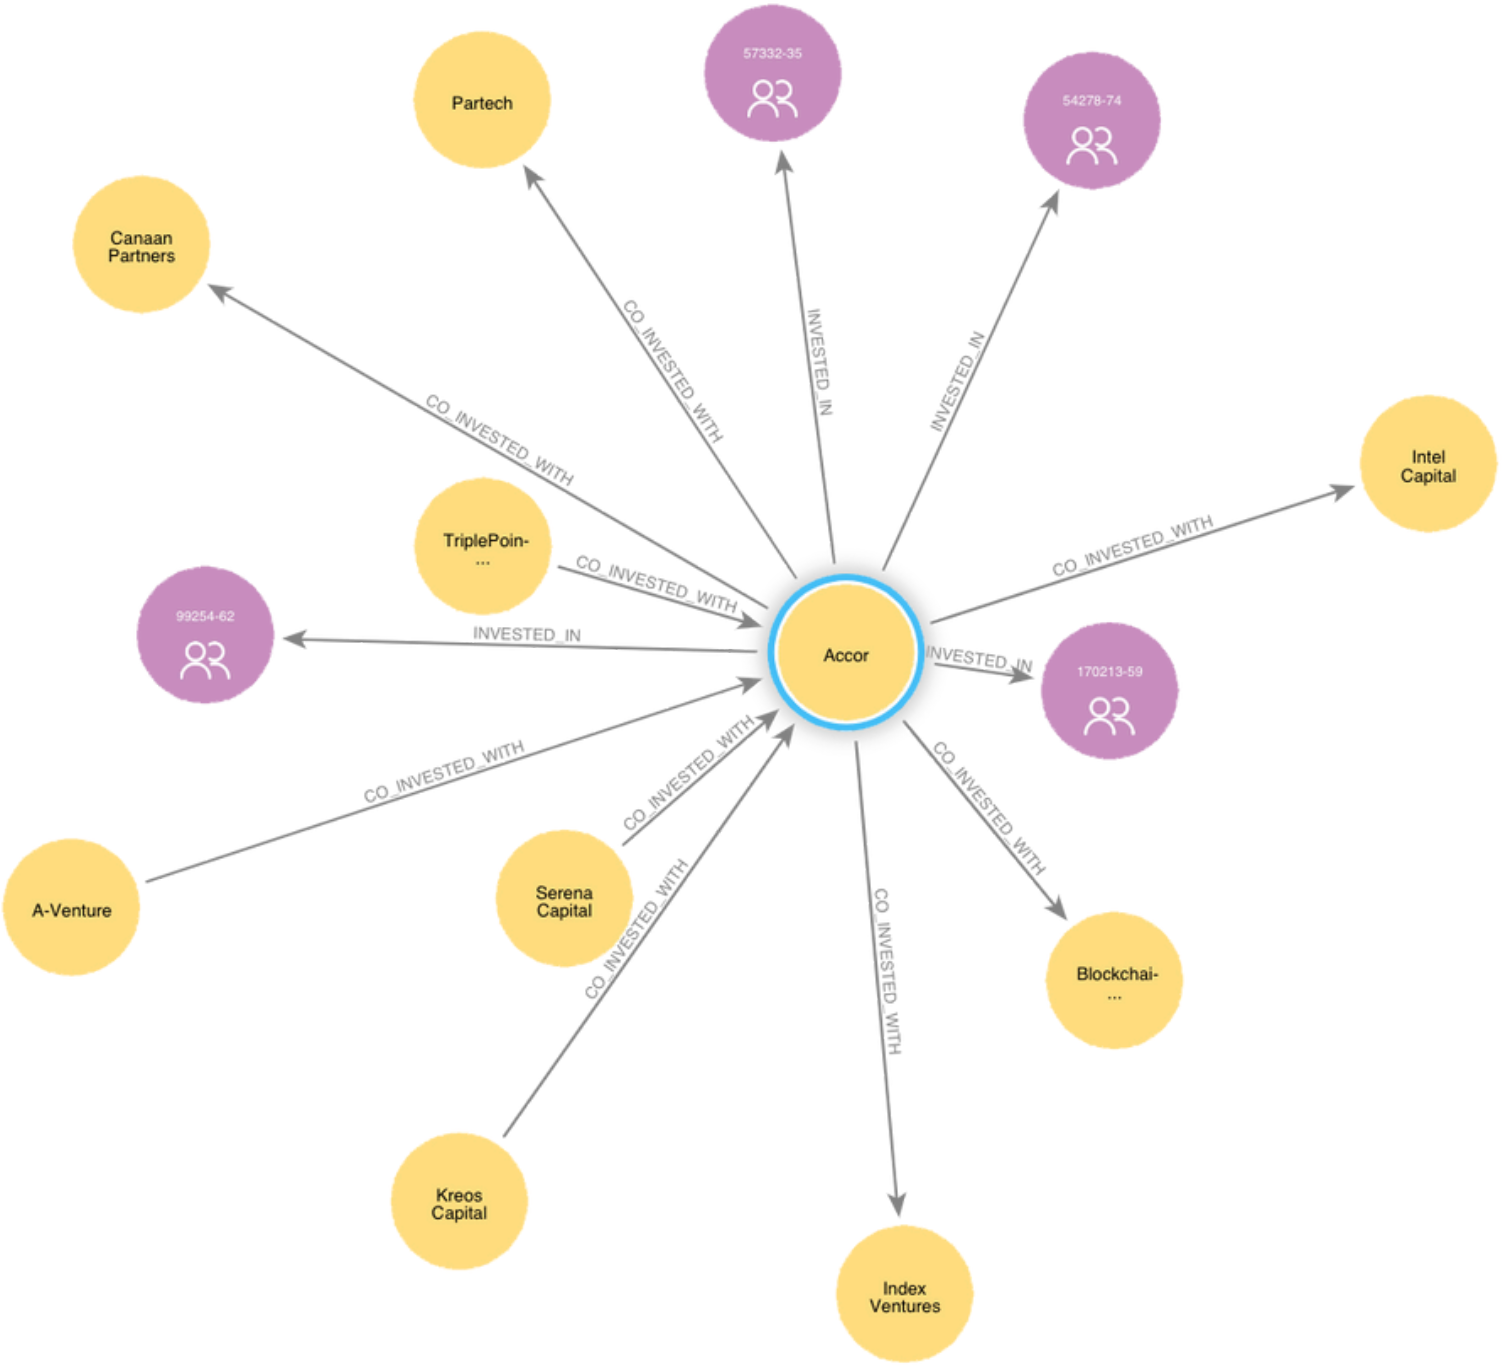 57332-35
Partech
54278-74
Canaan
Partners
CO_INVESTED_WITH
INVESTED_IN
INVESTED_IN
CO_INVESTED_WITH
Intel
Capital
TriplePoin-
...
CO_INVESTED_WITH
CO_INVESTED_WITH
99254-62
INVESTED_IN
Accor
INVESTED_IN
170213-59
CO_INVESTED_WITH
CO_INVESTED_WITH
CO_INVESTED_WITH
A-Venture
Serena
Capital
CO_INVESTED_WITH
CO_INVESTED_WITH
Blockchai-
...
Kreos
Capital
Index
Ventures